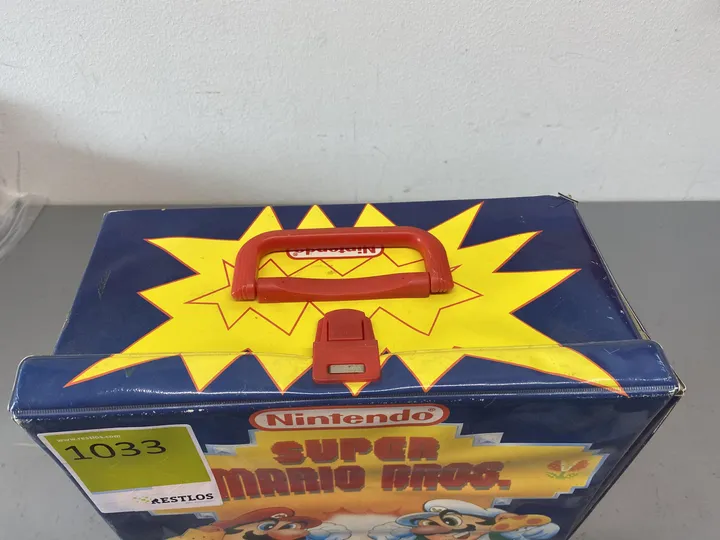 Nintendo
Nintendo
SUPER
MARIO BROS.
www.restlos.com
1033
RESTLOS